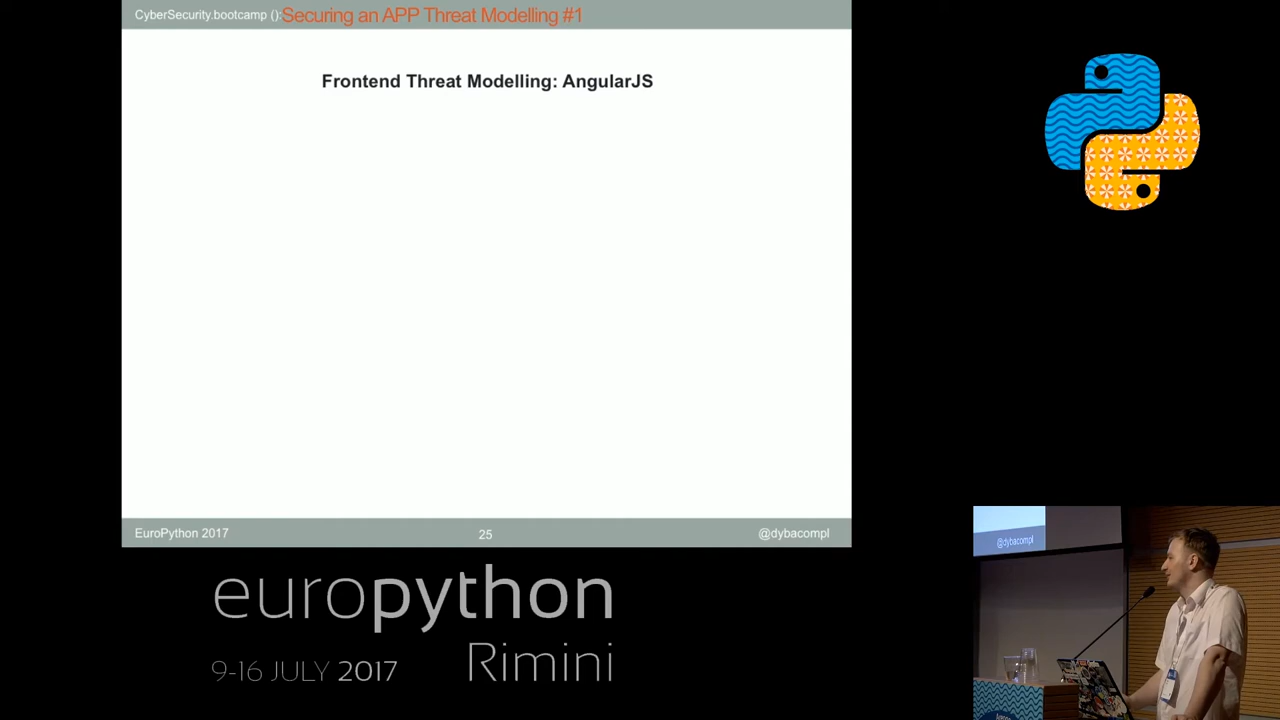 CyberSecurity.bootcamp ():Securing an APP Threat Modelling #1
Frontend Threat Modelling: AngularJS
EuroPython 2017
25
@dybacompl
europython
9-16 JULY 2017
Rimini
@dybacompl